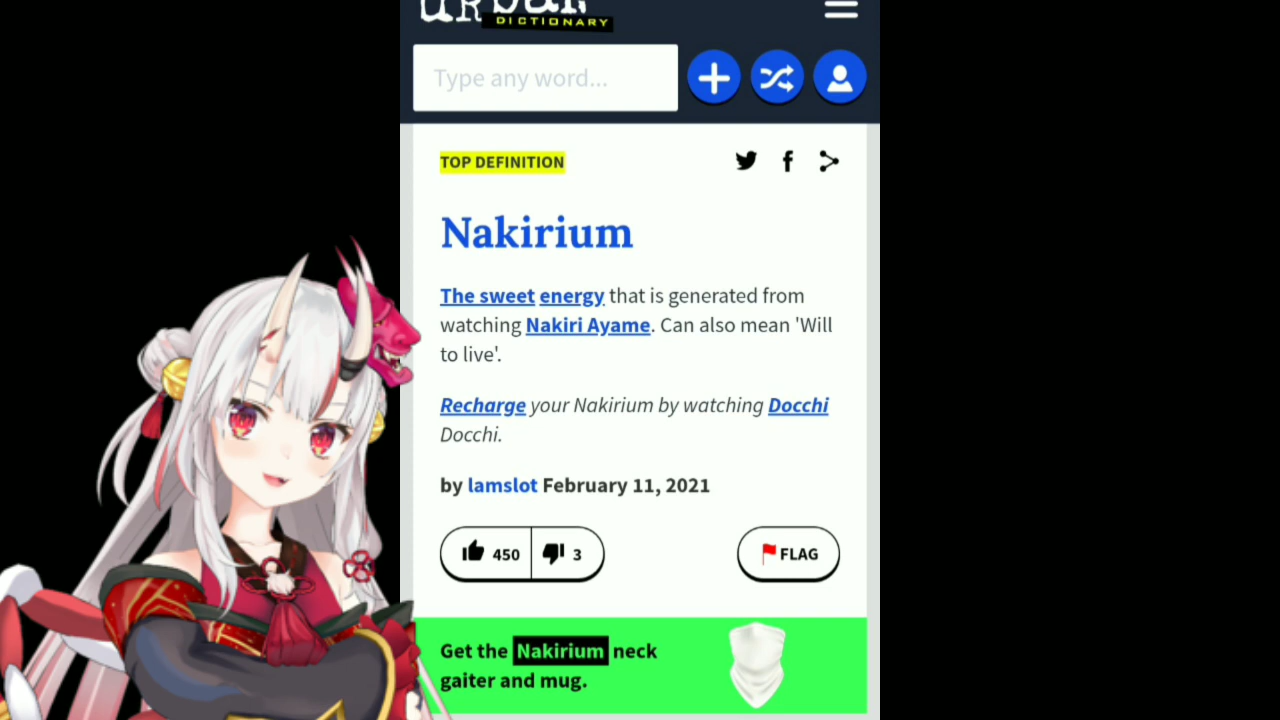 urban
DICTIONARY
Type any word...
TOP DEFINITION
Nakirium
The sweet energy that is generated from
watching Nakiri Ayame. Can also mean 'Will
to live'.
Recharge your Nakirium by watching Docchi
Docchi.
by lamslot February 11, 2021
450 3
FLAG
Get the Nakirium neck
gaiter and mug.